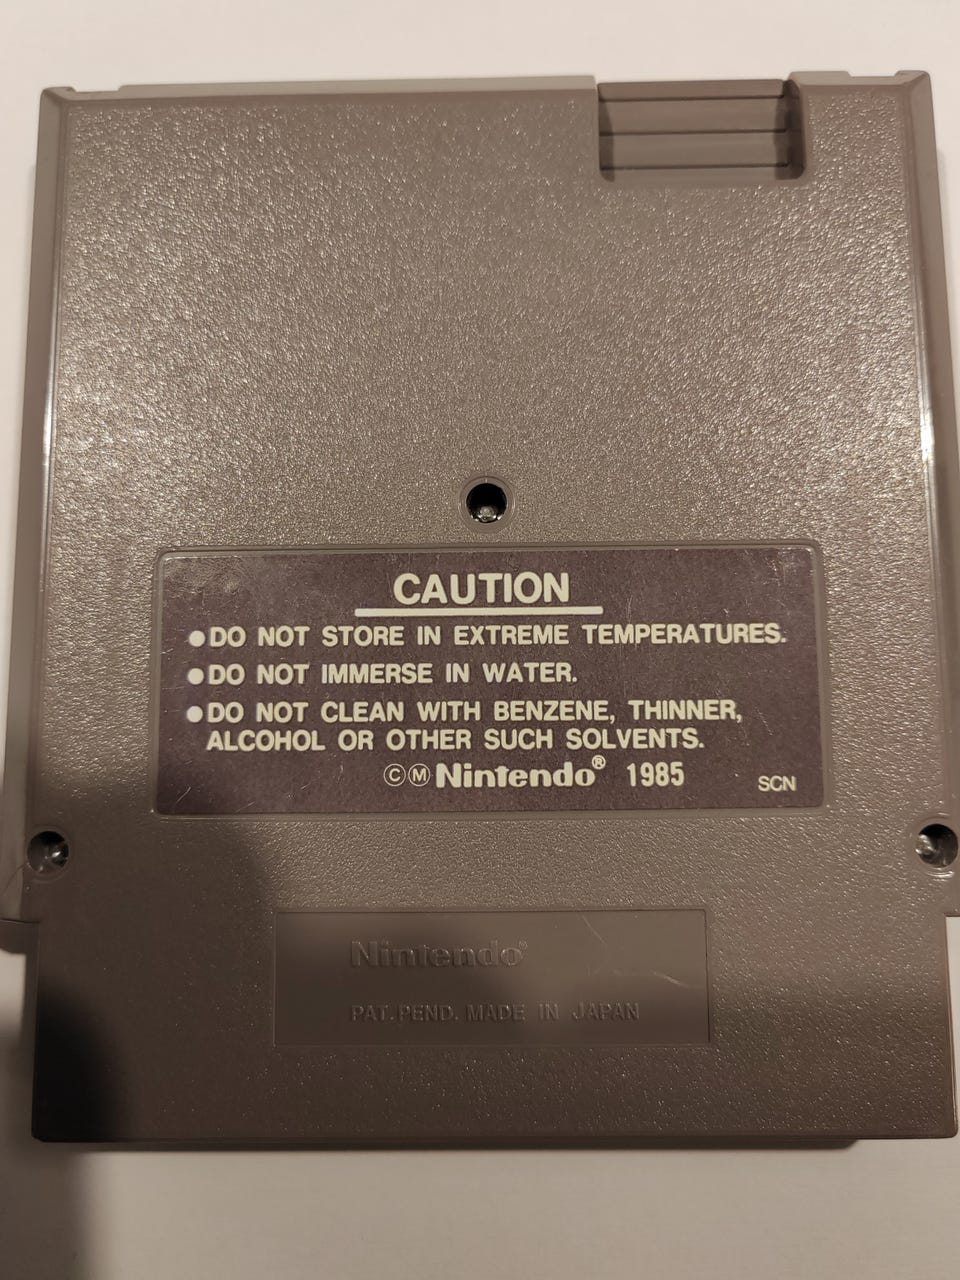 CAUTION
●DO NOT STORE IN EXTREME TEMPERATURES.
●DO NOT IMMERSE IN WATER.
●DO NOT CLEAN WITH BENZENE, THINNER,
ALCOHOL OR OTHER SUCH SOLVENTS.
©Ⓜ Nintendo® 1985
SCN
Nintendo®
PAT. PEND. MADE IN JAPAN